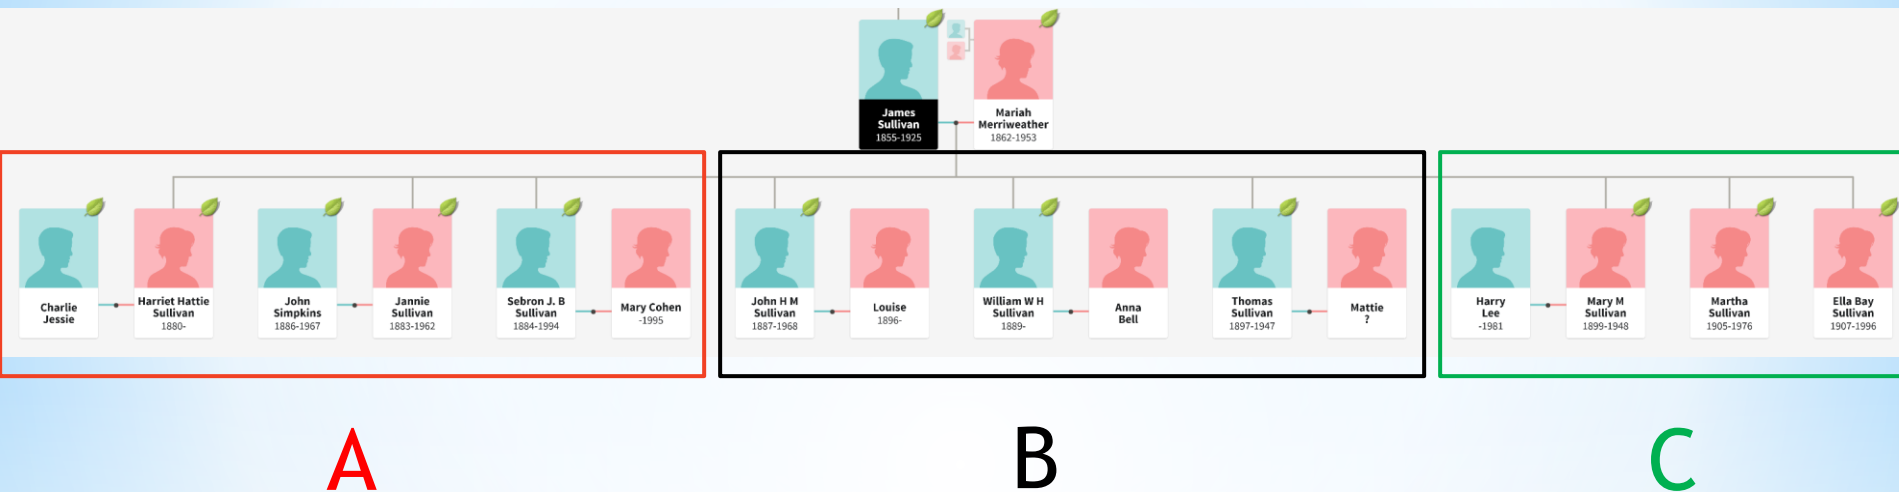 James
Sullivan
1855-1925
Mariah
Merriweather
1862-1953
Charlie
Jessie
Harriet Hattie
Sullivan
1880-
John
Simpkins
1886-1967
Jannie
Sullivan
1883-1962
Sebron J. B
Sullivan
1884-1994
Mary Cohen
-1995
John H M
Sullivan
1887-1968
Louise
1896-
William W H
Sullivan
1889-
Anna
Bell
Thomas
Sullivan
1897-1947
Mattie
?
Harry
Lee
-1981
Mary M
Sullivan
1899-1948
Martha
Sullivan
1905-1976
Ella Bay
Sullivan
1907-1996
A
B
C